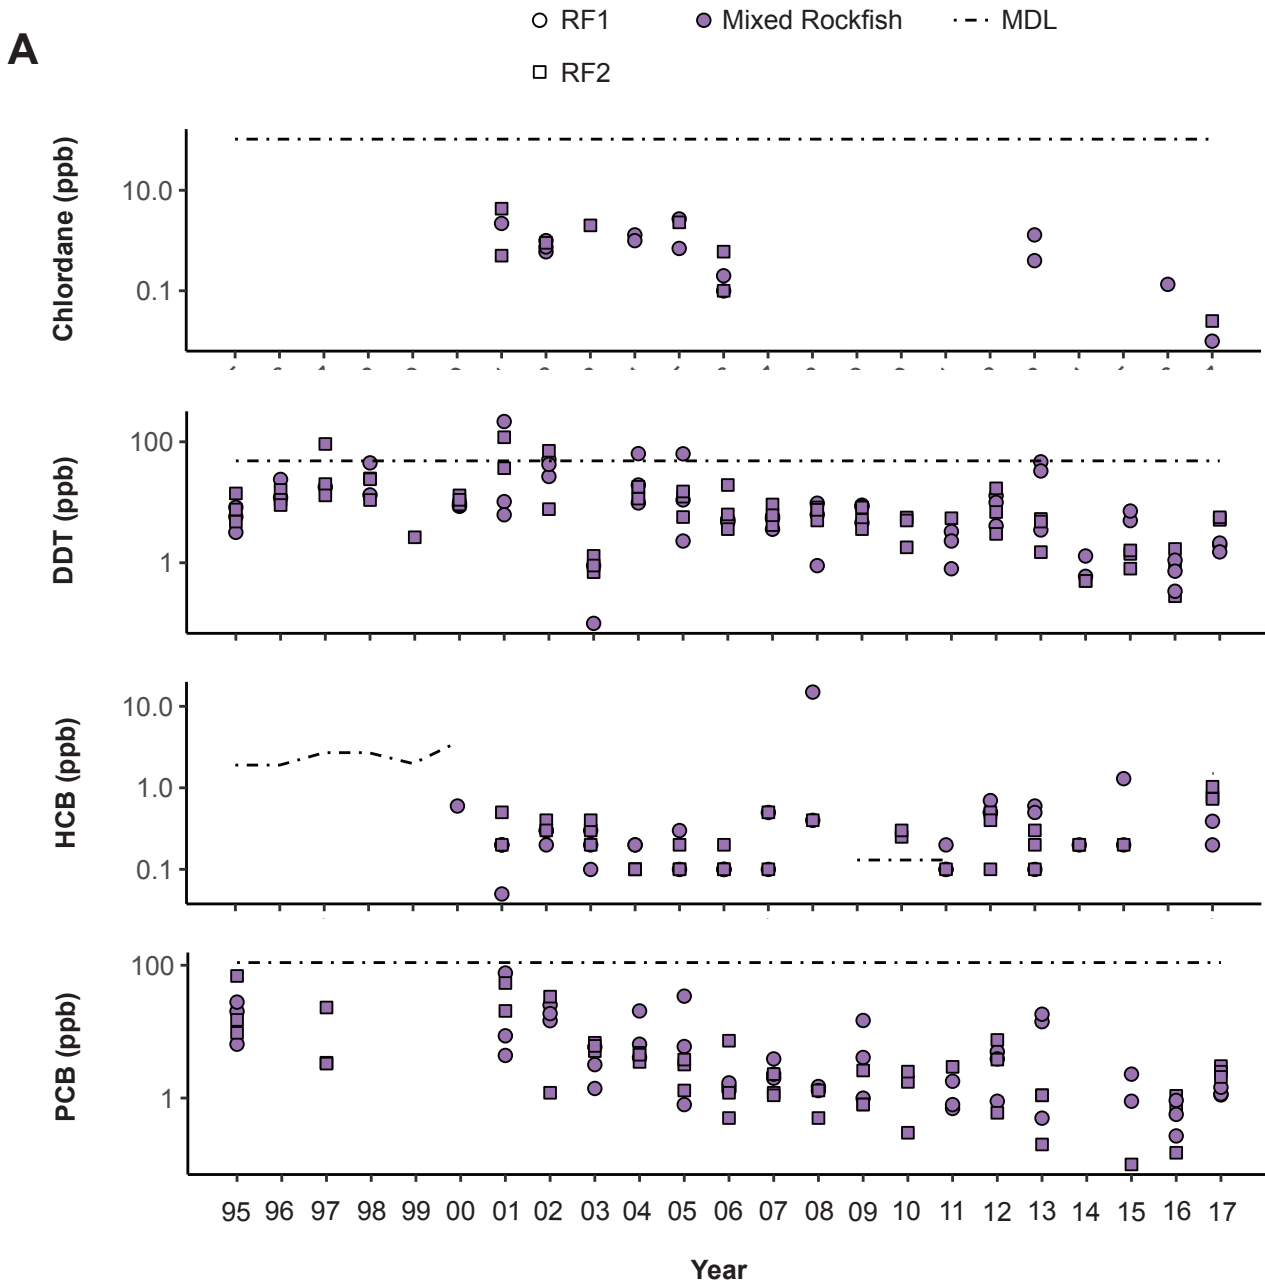 A
RF1
Mixed Rockfish
MDL
RF2
Chlordane (ppb)
10.0
0.1
DDT (ppb)
100
1
HCB (ppb)
10.0
1.0
0.1
PCB (ppb)
100
1
95 96 97 98 99 00 01 02 03 04 05 06 07 08 09 10 11 12 13 14 15 16 17
Year